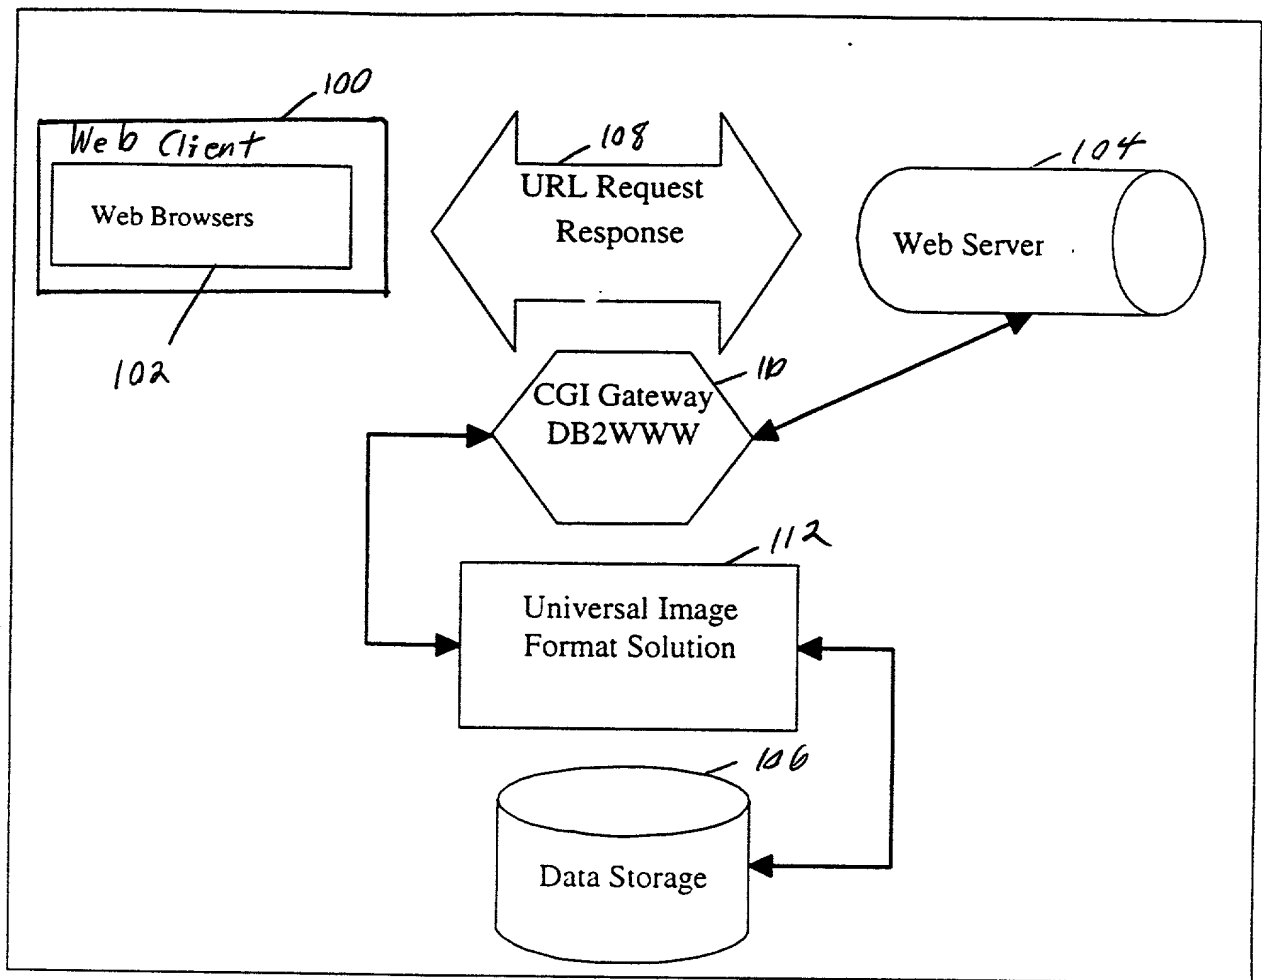 100
Web Client
Web Browsers
102
108
URL Request
Response
104
Web Server
CGI Gateway
DB2WWW
112
Universal Image
Format Solution
106
Data Storage